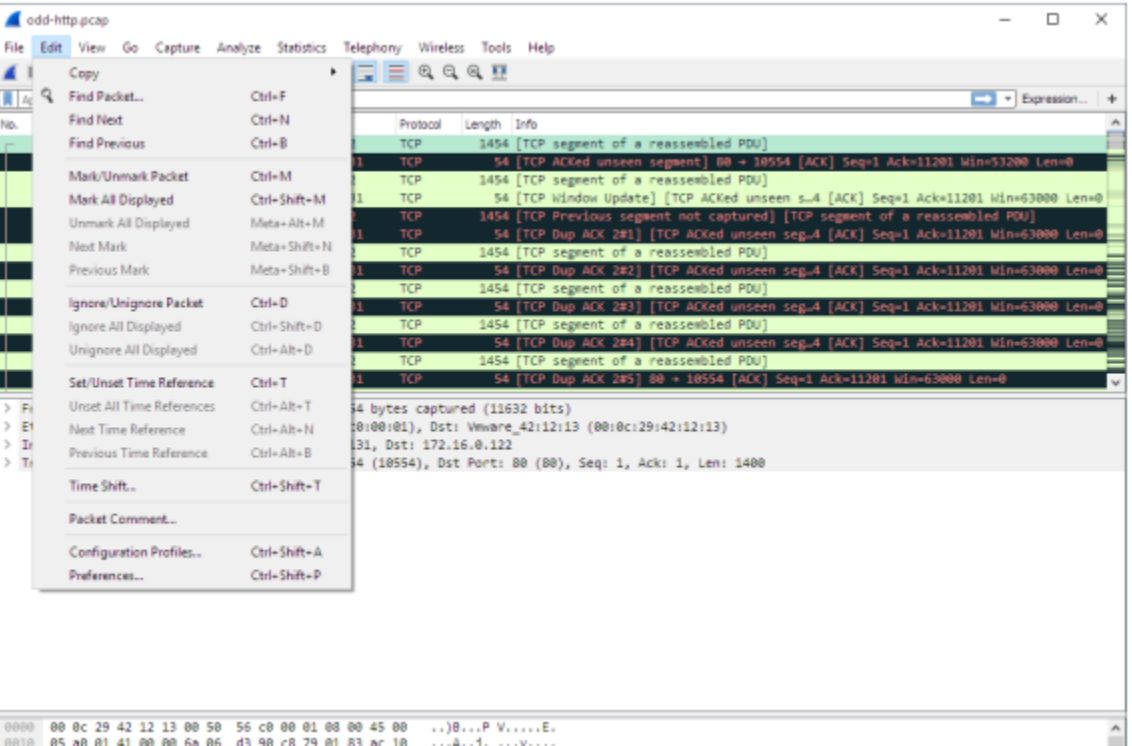 odd-http.pcap
File Edit View Go Capture Analyze Statistics Telephony Wireless Tools Help
Expression... +
Copy
Find Packet... Ctrl+F
Find Next Ctrl+N
Find Previous Ctrl+B
Mark/Unmark Packet Ctrl+M
Mark All Displayed Ctrl+Shift+M
Unmark All Displayed Meta+Alt+M
Next Mark Meta+Shift+N
Previous Mark Meta+Shift+B
Ignore/Unignore Packet Ctrl+D
Ignore All Displayed Ctrl+Shift+D
Unignore All Displayed Ctrl+Alt+D
Set/Unset Time Reference Ctrl+T
Unset All Time References Ctrl+Alt+T
Next Time Reference Ctrl+Alt+N
Previous Time Reference Ctrl+Alt+B
Time Shift... Ctrl+Shift+T
Packet Comment...
Configuration Profiles... Ctrl+Shift+A
Preferences... Ctrl+Shift+P
No. Protocol Length Info
TCP 1454 [TCP segment of a reassembled PDU]
TCP 54 [TCP ACKed unseen segment] 80 → 10554 [ACK] Seq=1 Ack=11201 Win=53200 Len=0
TCP 1454 [TCP segment of a reassembled PDU]
TCP 54 [TCP Window Update] [TCP ACKed unseen s…4 [ACK] Seq=1 Ack=11201 Win=63000 Len=0
TCP 1454 [TCP Previous segment not captured] [TCP segment of a reassembled PDU]
TCP 54 [TCP Dup ACK 2#1] [TCP ACKed unseen seg…4 [ACK] Seq=1 Ack=11201 Win=63000 Len=0
TCP 1454 [TCP segment of a reassembled PDU]
TCP 54 [TCP Dup ACK 2#2] [TCP ACKed unseen seg…4 [ACK] Seq=1 Ack=11201 Win=63000 Len=0
TCP 1454 [TCP segment of a reassembled PDU]
TCP 54 [TCP Dup ACK 2#3] [TCP ACKed unseen seg…4 [ACK] Seq=1 Ack=11201 Win=63000 Len=0
TCP 1454 [TCP segment of a reassembled PDU]
TCP 54 [TCP Dup ACK 2#4] [TCP ACKed unseen seg…4 [ACK] Seq=1 Ack=11201 Win=63000 Len=0
TCP 1454 [TCP segment of a reassembled PDU]
TCP 54 [TCP Dup ACK 2#5] 80 → 10554 [ACK] Seq=1 Ack=11201 Win=63000 Len=0
54 bytes captured (11632 bits)
:0:00:01), Dst: Vmware_42:12:13 (00:0c:29:42:12:13)
131, Dst: 172.16.0.122
54 (10554), Dst Port: 80 (80), Seq: 1, Ack: 1, Len: 1400
0000 00 0c 29 42 12 13 00 50 56 c0 00 01 08 00 45 00 ..)B...P V.....E.
0010 05 a0 01 41 00 00 6a 06 d3 90 c8 79 01 83 ac 10 ...A..j. ...y....